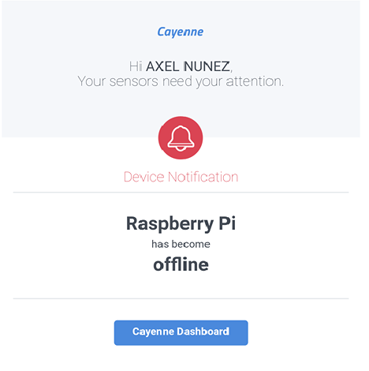 Cayenne
Hi AXEL NUNEZ,
Your sensors need your attention.
Device Notification
Raspberry Pi
has become
offline
Cayenne Dashboard